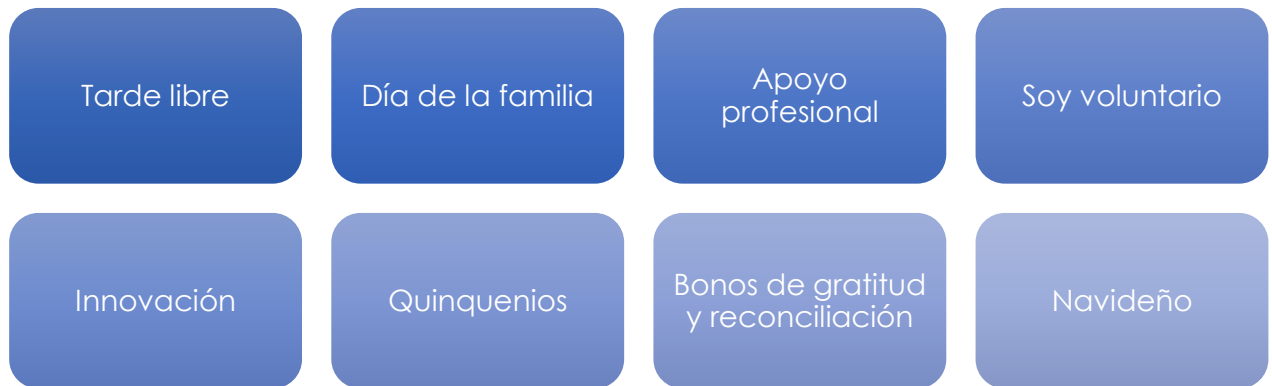 Tarde libre
Día de la familia
Apoyo
profesional
Soy voluntario
Innovación
Quinquenios
Bonos de gratitud
y reconciliación
Navideño